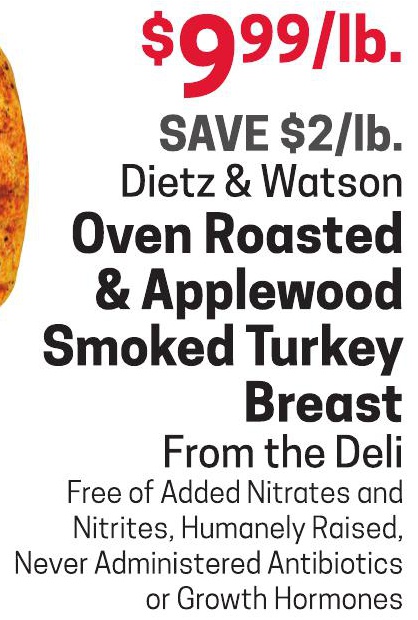 $9.99/lb.
SAVE $2/lb.
Dietz & Watson
Oven Roasted
& Applewood
Smoked Turkey
Breast
From the Deli
Free of Added Nitrates and
Nitrites, Humanely Raised,
Never Administered Antibiotics
or Growth Hormones